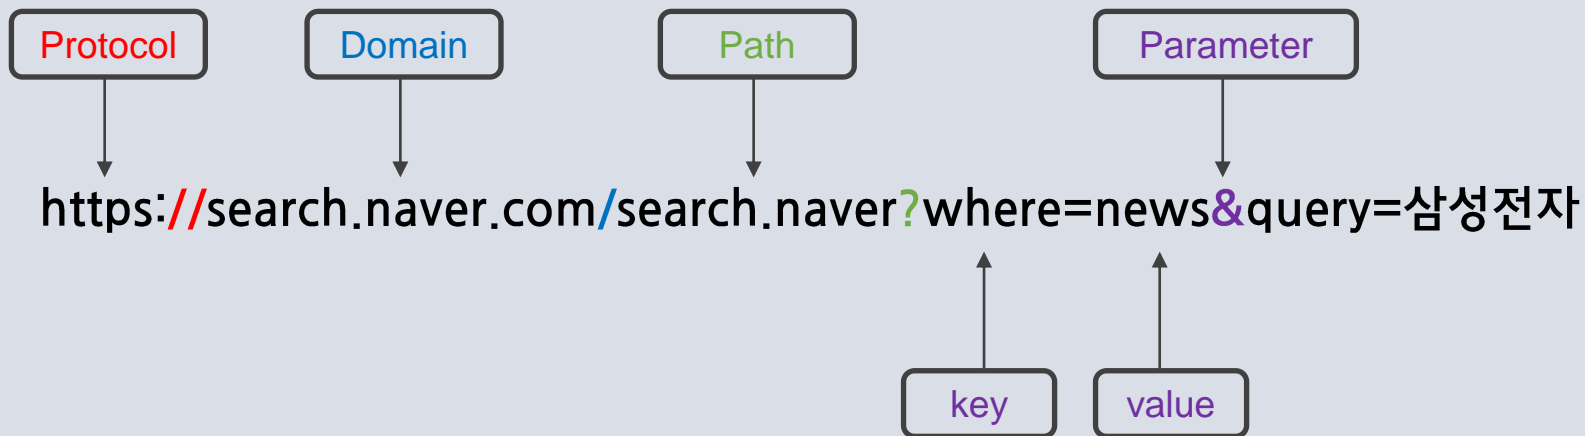 Protocol Domain Path Parameter
https://search.naver.com/search.naver?where=news&query=삼성전자
key value